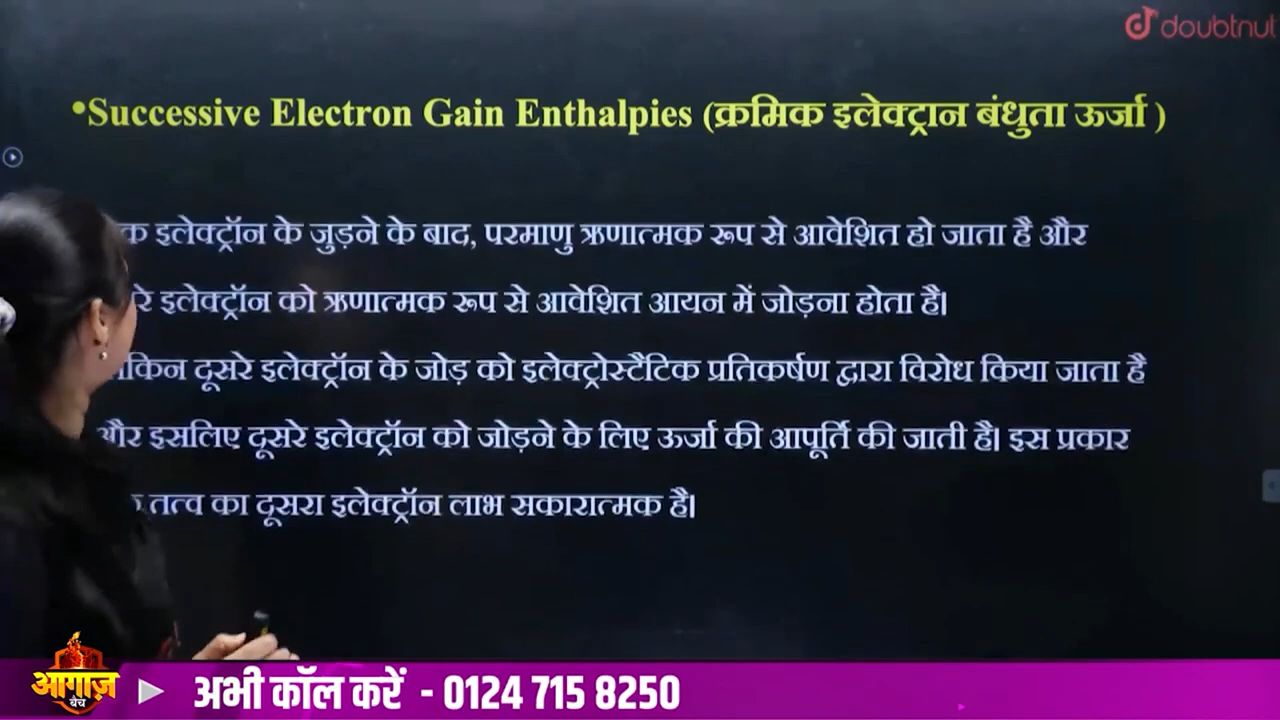 doubtnut
•Successive Electron Gain Enthalpies (क्रमिक इलेक्ट्रान बंधुता ऊर्जा )
इलेक्ट्रॉन के जुड़ने के बाद, परमाणु ऋणात्मक रूप से आवेशित हो जाता है और
इलेक्ट्रॉन को ऋणात्मक रूप से आवेशित आयन में जोड़ना होता है।
दूसरे इलेक्ट्रॉन के जोड़ को इलेक्ट्रोस्टैटिक प्रतिकर्षण द्वारा विरोध किया जाता है
और इसलिए दूसरे इलेक्ट्रॉन को जोड़ने के लिए ऊर्जा की आपूर्ति की जाती है। इस प्रकार
तत्व का दूसरा इलेक्ट्रॉन लाभ सकारात्मक है।
आगाज़
बैच
अभी कॉल करें - 0124 715 8250